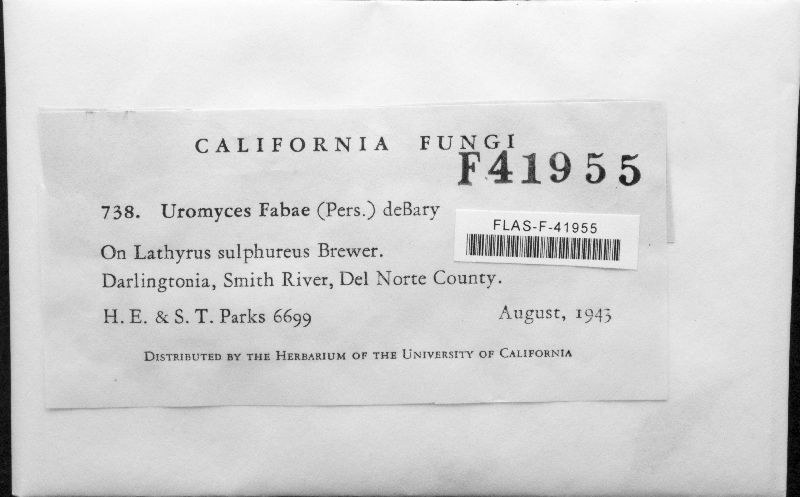 CALIFORNIA FUNGI
F41955
738. Uromyces Fabae (Pers.) deBary
FLAS-F-41955
On Lathyrus sulphureus Brewer.
Darlingtonia, Smith River, Del Norte County.
H. E. & S. T. Parks 6699 August, 1943
Distributed by the Herbarium of the University of California